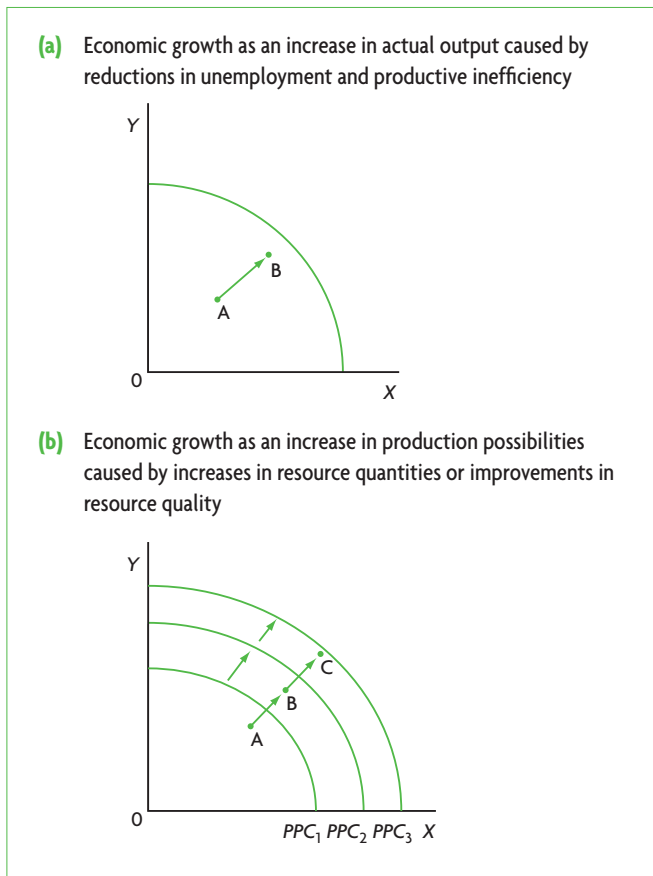 (a) Economic growth as an increase in actual output caused by
reductions in unemployment and productive inefficiency
Y
B
A
0
X
(b) Economic growth as an increase in production possibilities
caused by increases in resource quantities or improvements in
resource quality
Y
C
B
A
0
PPC₁ PPC₂ PPC₃ X